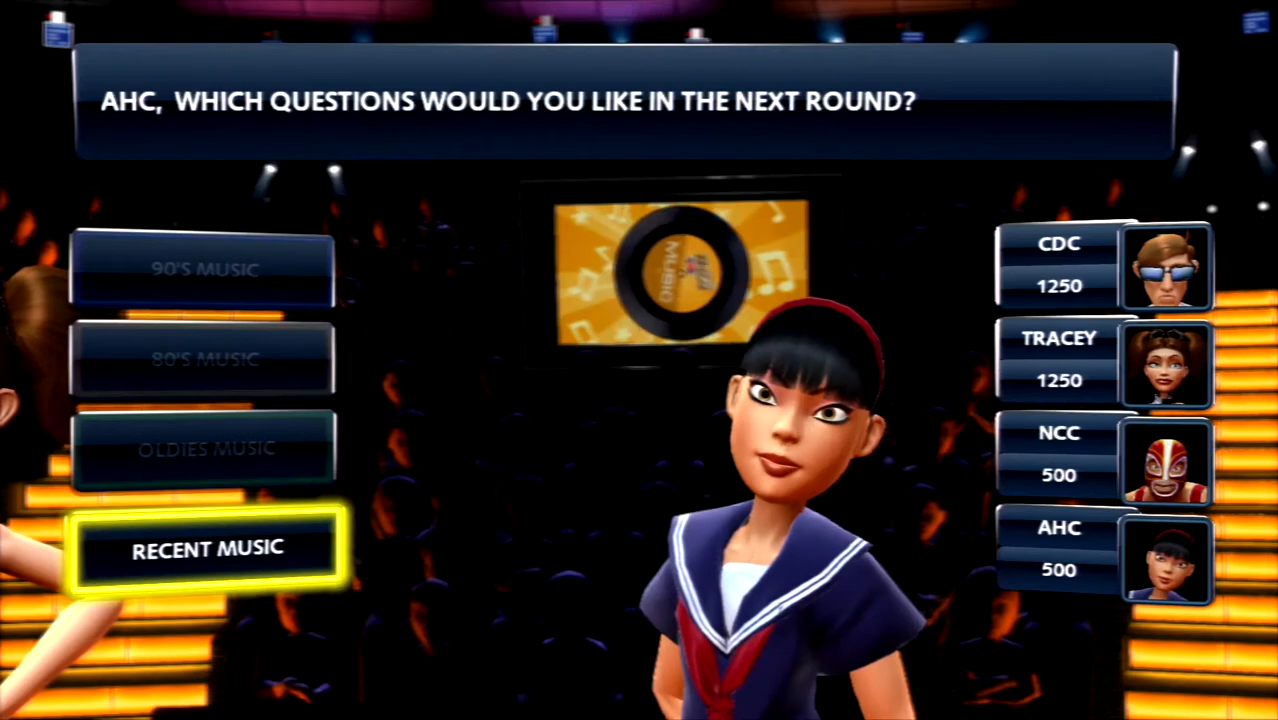 AHC, WHICH QUESTIONS WOULD YOU LIKE IN THE NEXT ROUND?
90'S MUSIC
80'S MUSIC
OLDIES MUSIC
RECENT MUSIC
MUSIC
CDC
1250
TRACEY
1250
NCC
500
AHC
500